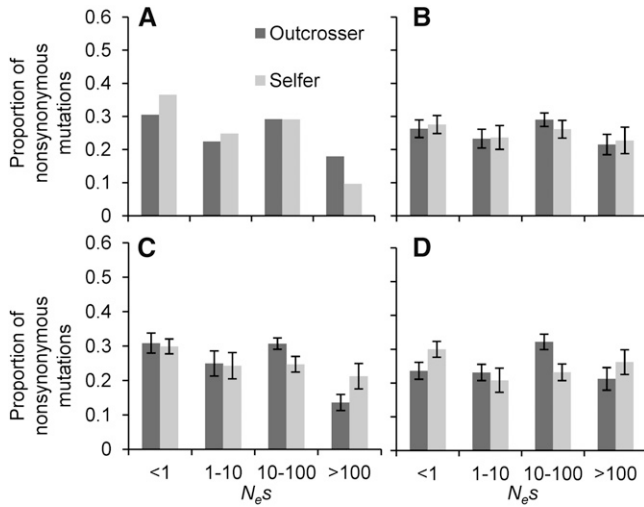 A
B
Outcrosser
Selfer
Proportion of
nonsynonymous
mutations
0.6
0.5
0.4
0.3
0.2
0.1
0
C
D
Proportion of
nonsynonymous
mutations
0.6
0.5
0.4
0.3
0.2
0.1
0
<1 1-10 10-100 >100
Nes
<1 1-10 10-100 >100
Nes